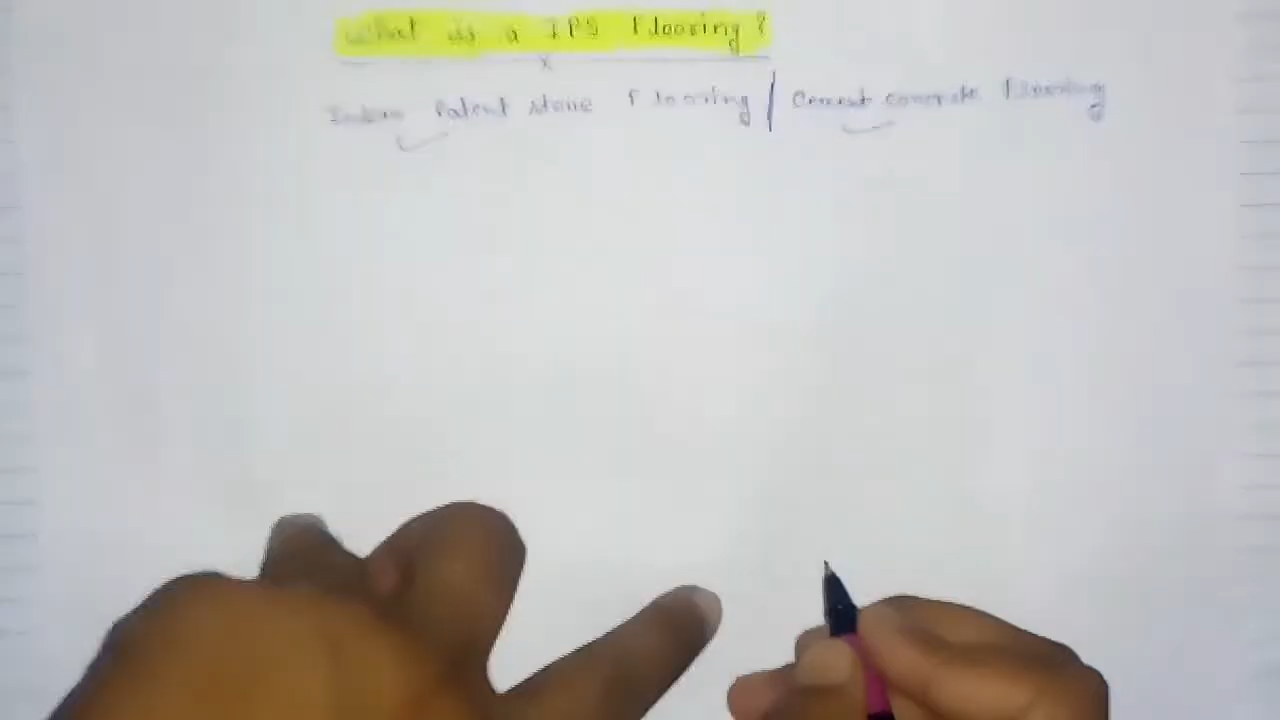 What is a IPS Flooring?
Indian Patent stone Flooring / Cement concrete Flooring